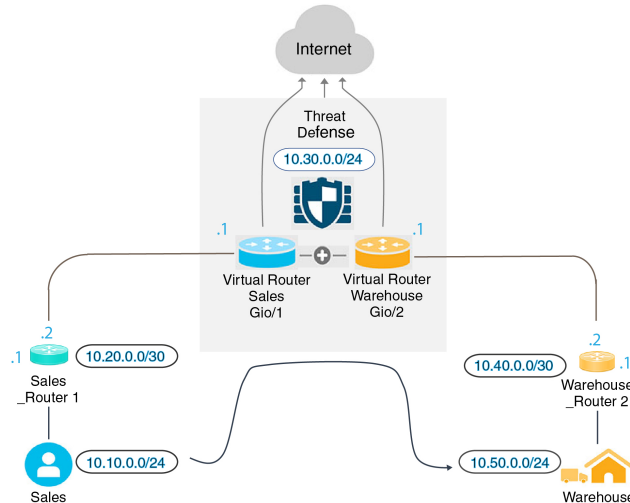 Internet
Threat
Defense
10.30.0.0/24
.1
.1
Virtual Router
Sales
Gio/1
Virtual Router
Warehouse
Gio/2
.2
.1
10.20.0.0/30
Sales
_Router 1
.2
.1
10.40.0.0/30
Warehouse
_Router 2
10.10.0.0/24
Sales
10.50.0.0/24
Warehouse